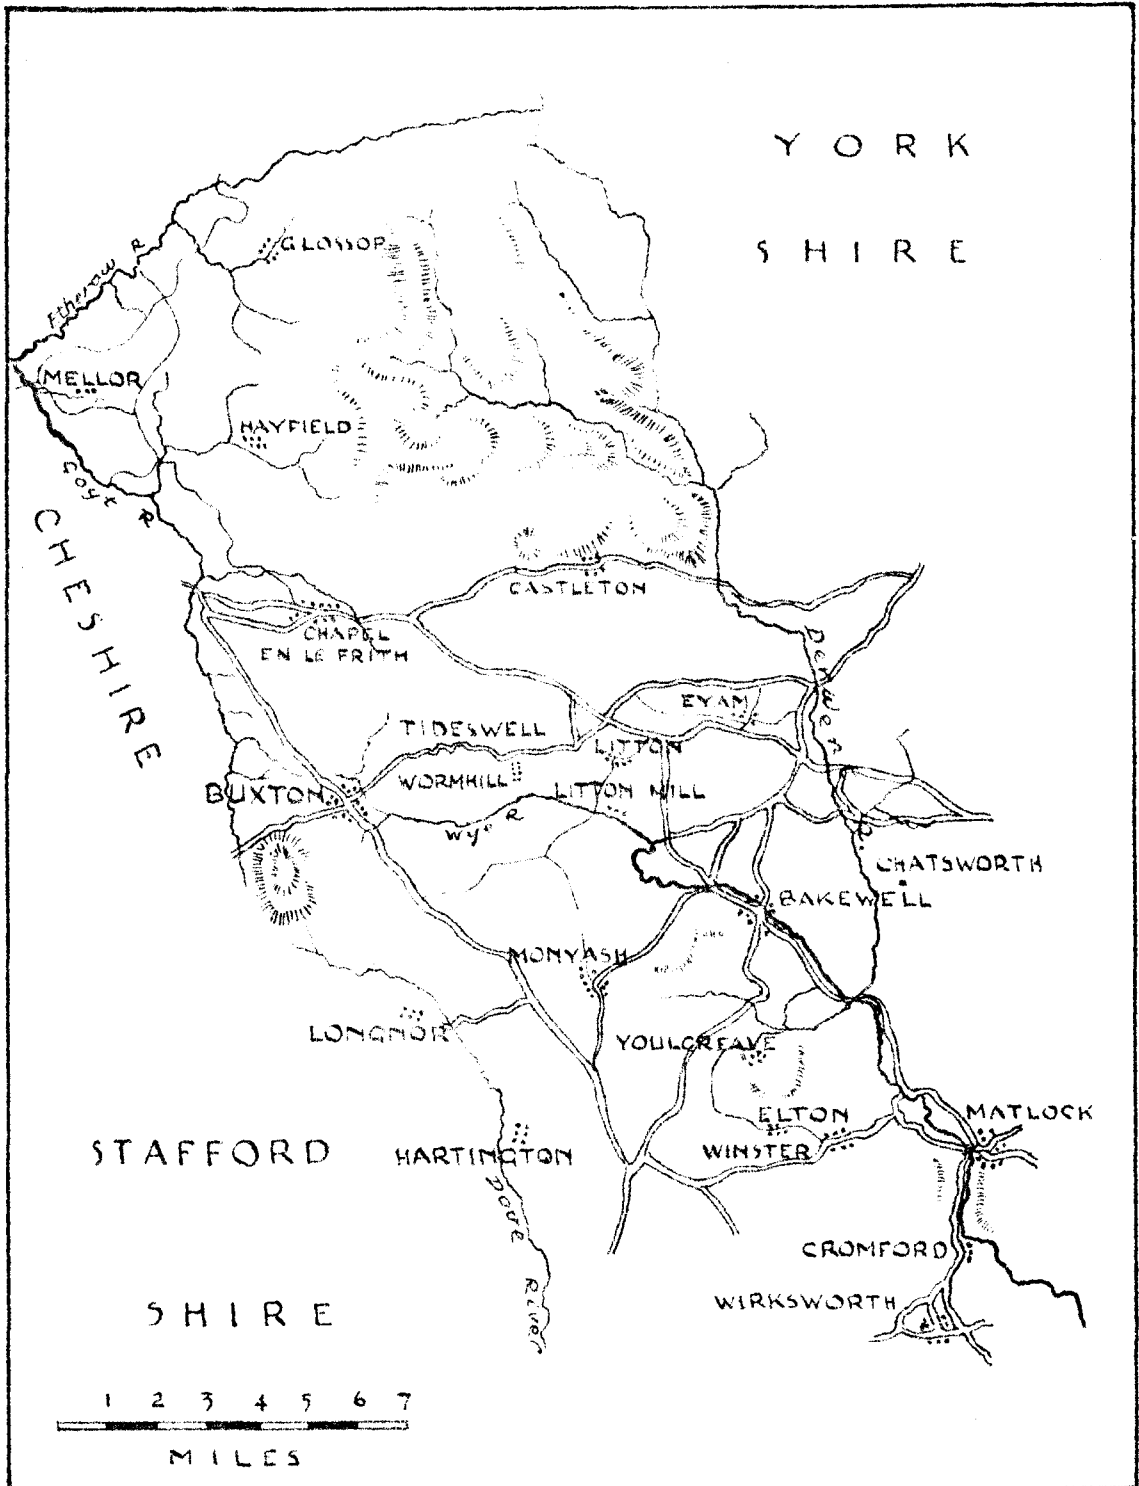 YORK
SHIRE
GLOSSOP
Etherow R
MELLOR
HAYFIELD
Goyt R
CHESHIRE
CASTLETON
CHAPEL
EN LE FRITH
Derwen R.
EYAM
TIDESWELL
LITTON
WORMHILL
LITTON MILL
BUXTON
Wye R
CHATSWORTH
BAKEWELL
MONYASH
LONGNOR
YOULGREAVE
ELTON
MATLOCK
STAFFORD
HARTINGTON
WINSTER
Dove River
CROMFORD
WIRKSWORTH
SHIRE
1 2 3 4 5 6 7
MILES